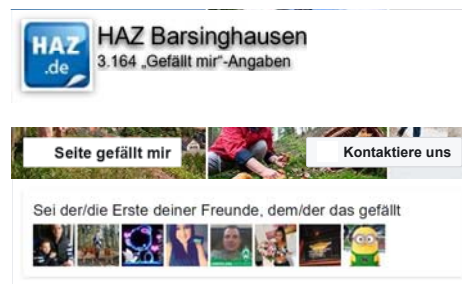 HAZ
.de
HAZ Barsinghausen
3.164 „Gefällt mir“-Angaben
Seite gefällt mir
Kontaktiere uns
Sei der/die Erste deiner Freunde, dem/der das gefällt